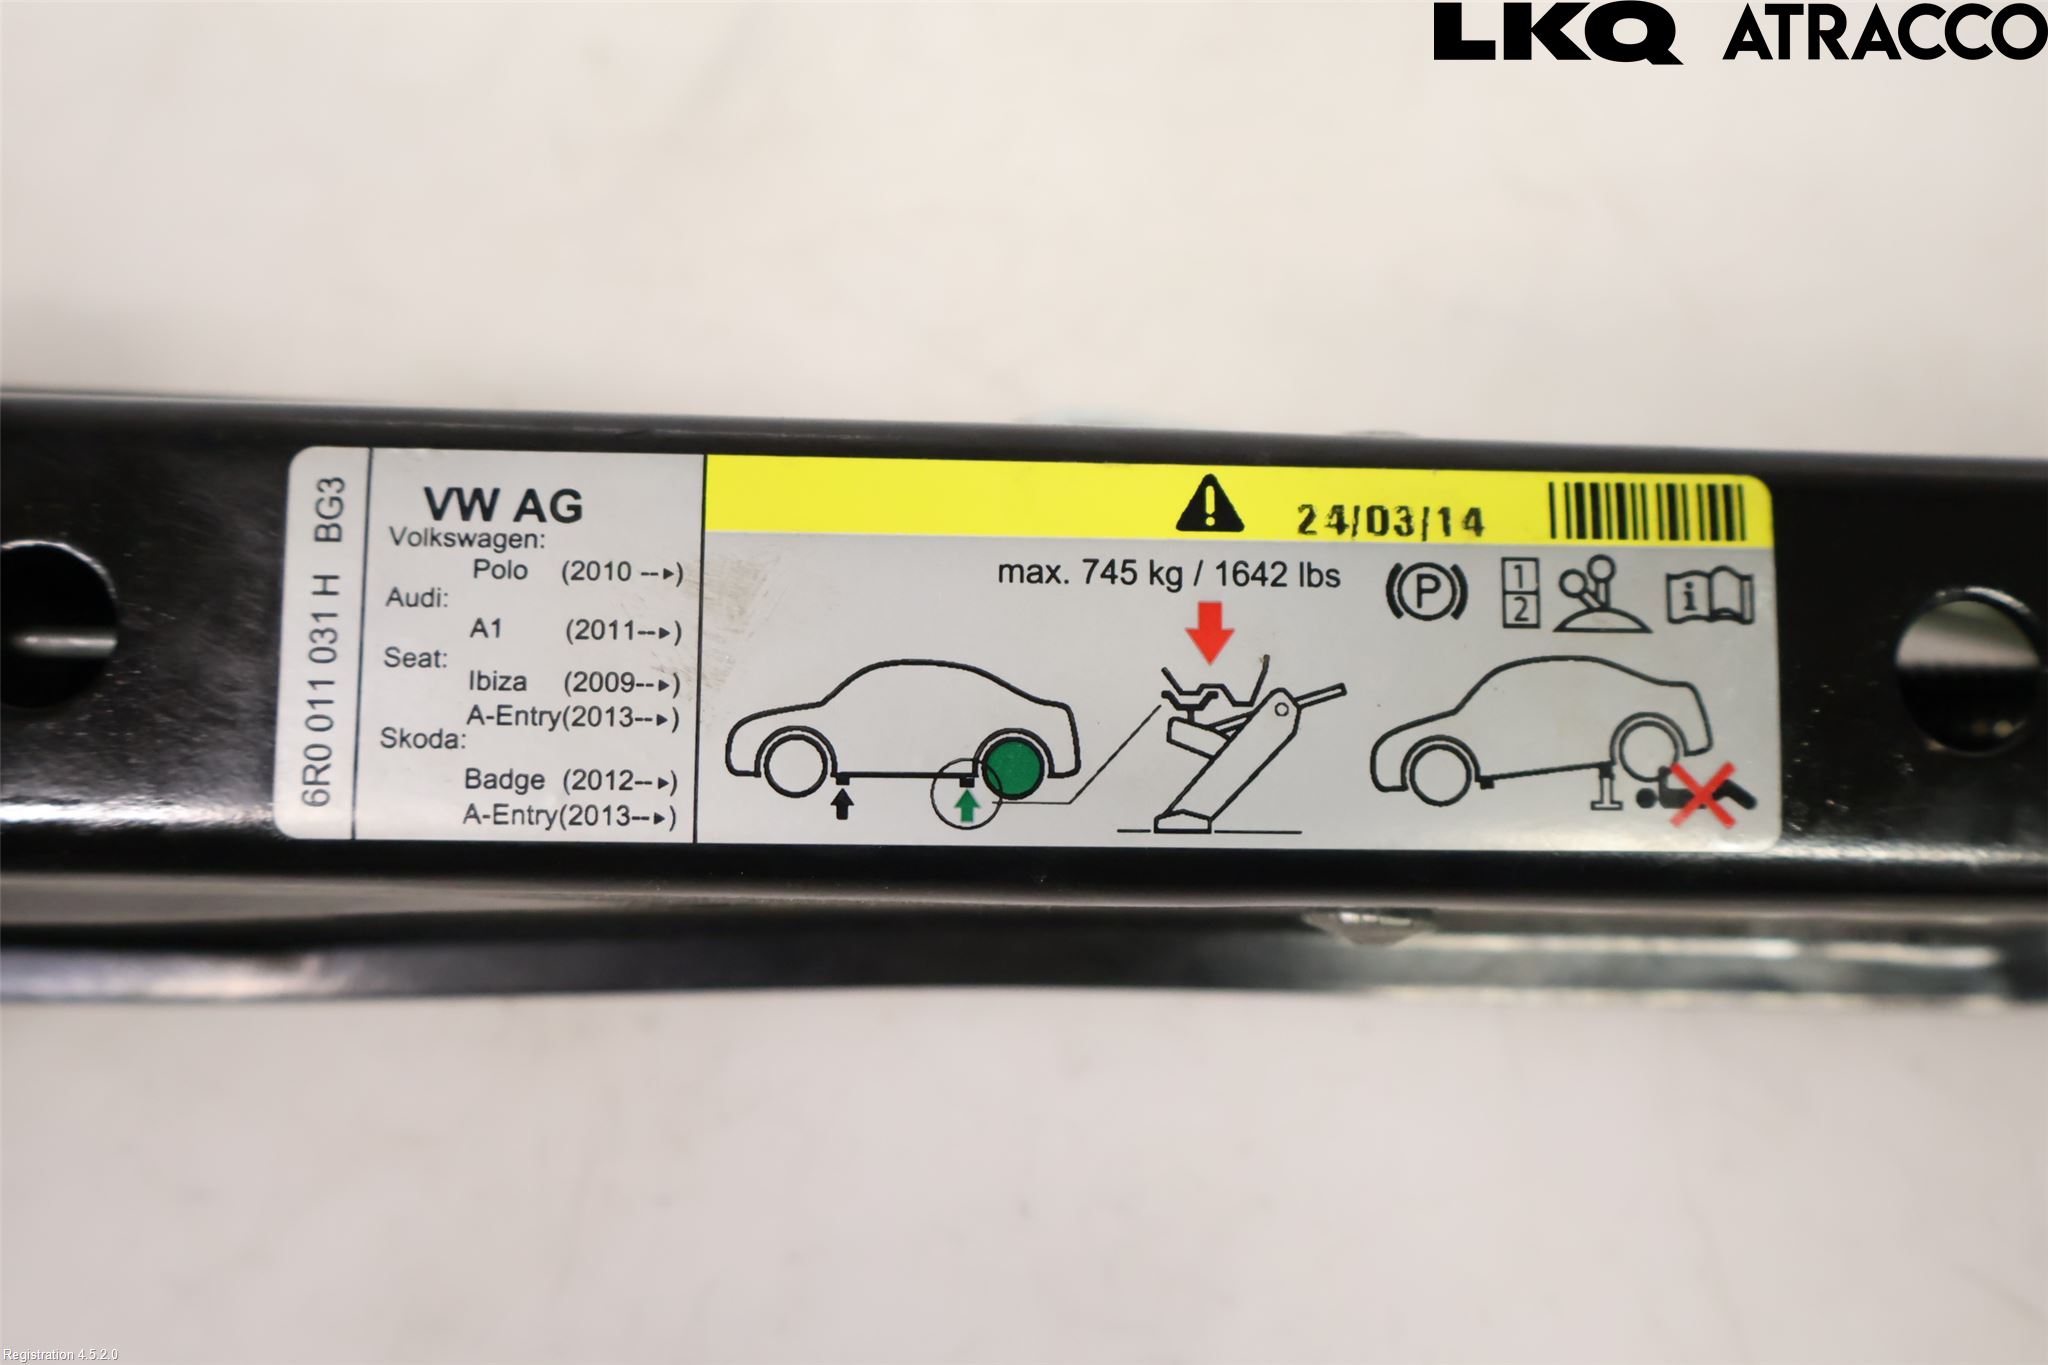 LKQ ATRACCO
6R0 011 031 H BG3
VW AG
Volkswagen:
Polo (2010 --▸)
Audi:
A1 (2011--▸)
Seat:
Ibiza (2009--▸)
A-Entry(2013--▸)
Skoda:
Badge (2012--▸)
A-Entry(2013--▸)
24/03/14
max. 745 kg / 1642 lbs
P
1
2
i
Registration 4.5.2.0